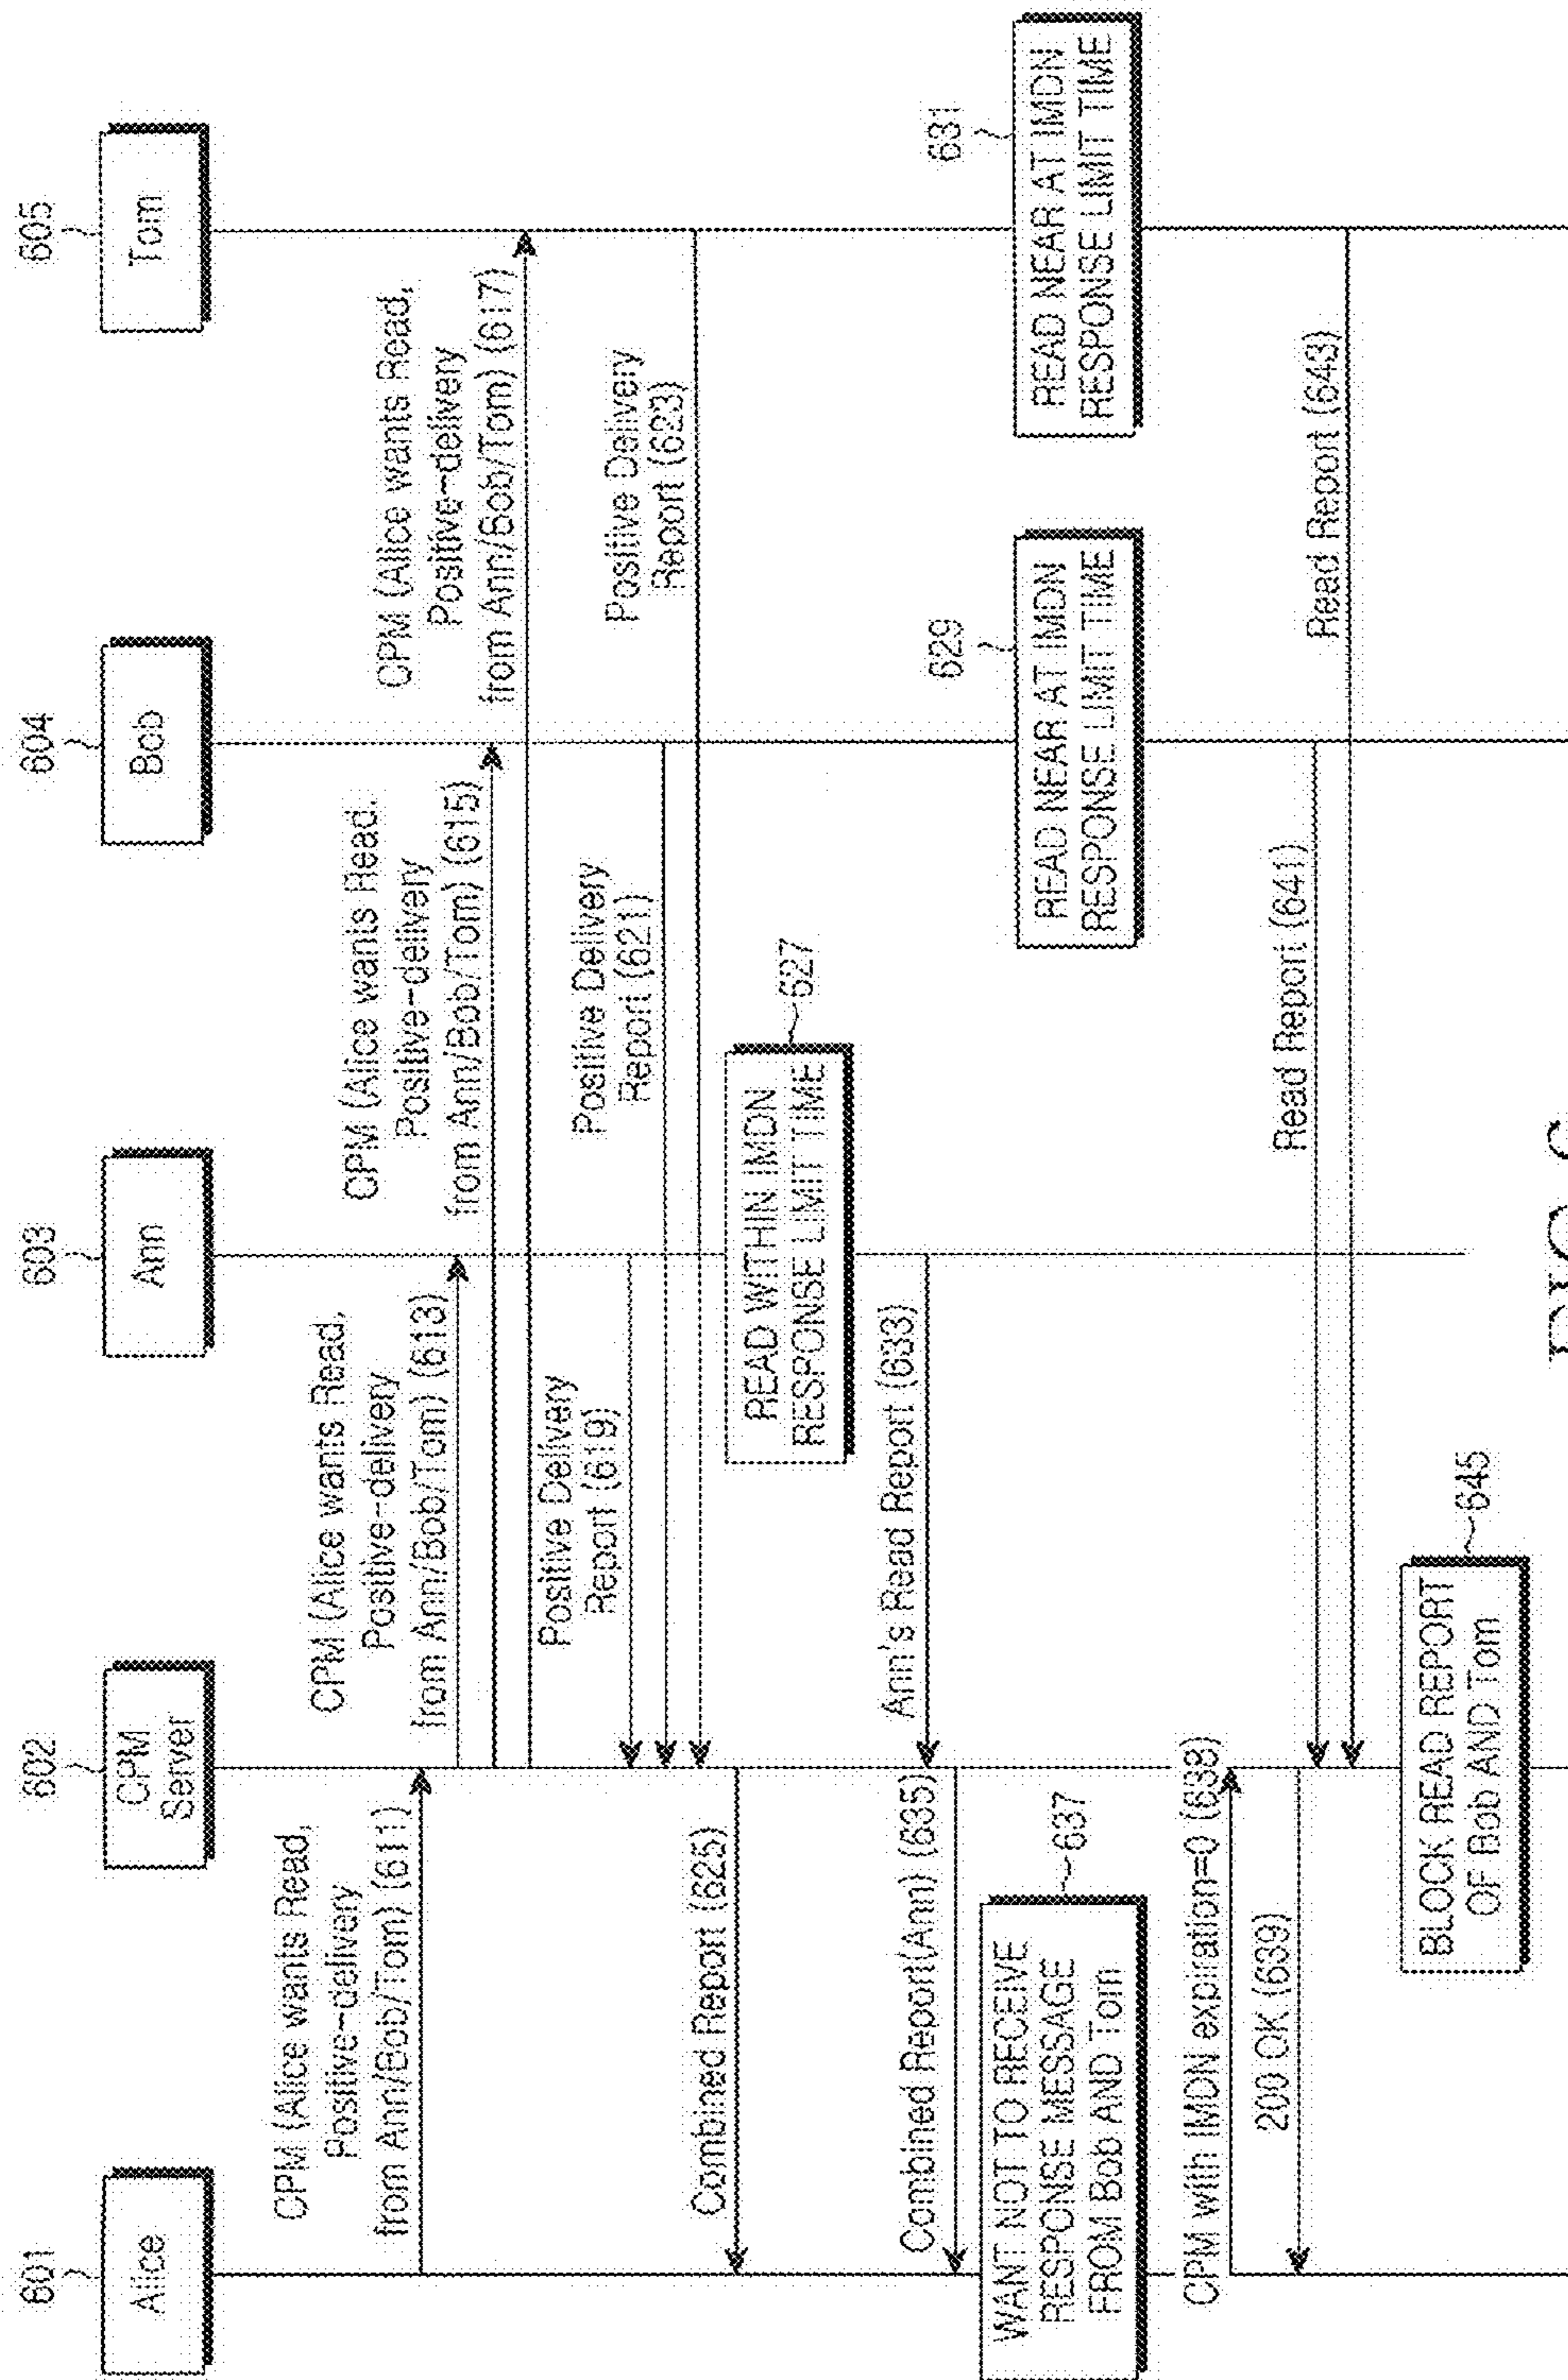 601
Alice
602
CPM
Server
603
Ann
604
Bob
605
Tom
CPM (Alice wants Read,
Positive-delivery
from Ann/Bob/Tom) (611)
CPM (Alice wants Read,
Positive-delivery
from Ann/Bob/Tom) (613)
CPM (Alice wants Read,
Positive-delivery
from Ann/Bob/Tom) (615)
CPM (Alice wants Read,
Positive-delivery
from Ann/Bob/Tom) (617)
Positive Delivery
Report (619)
Positive Delivery
Report (621)
Positive Delivery
Report (623)
Combined Report (625)
READ WITHIN IMDN
RESPONSE LIMIT TIME
627
Ann's Read Report (633)
Combined Report(Ann) (635)
READ NEAR AT IMDN
RESPONSE LIMIT TIME
629
READ NEAR AT IMDN
RESPONSE LIMIT TIME
631
WANT NOT TO RECEIVE
RESPONSE MESSAGE
FROM Bob AND Tom
637
CPM with IMDN expiration=0 (638)
200 OK (639)
Read Report (641)
Read Report (643)
BLOCK READ REPORT
OF Bob AND Tom
645